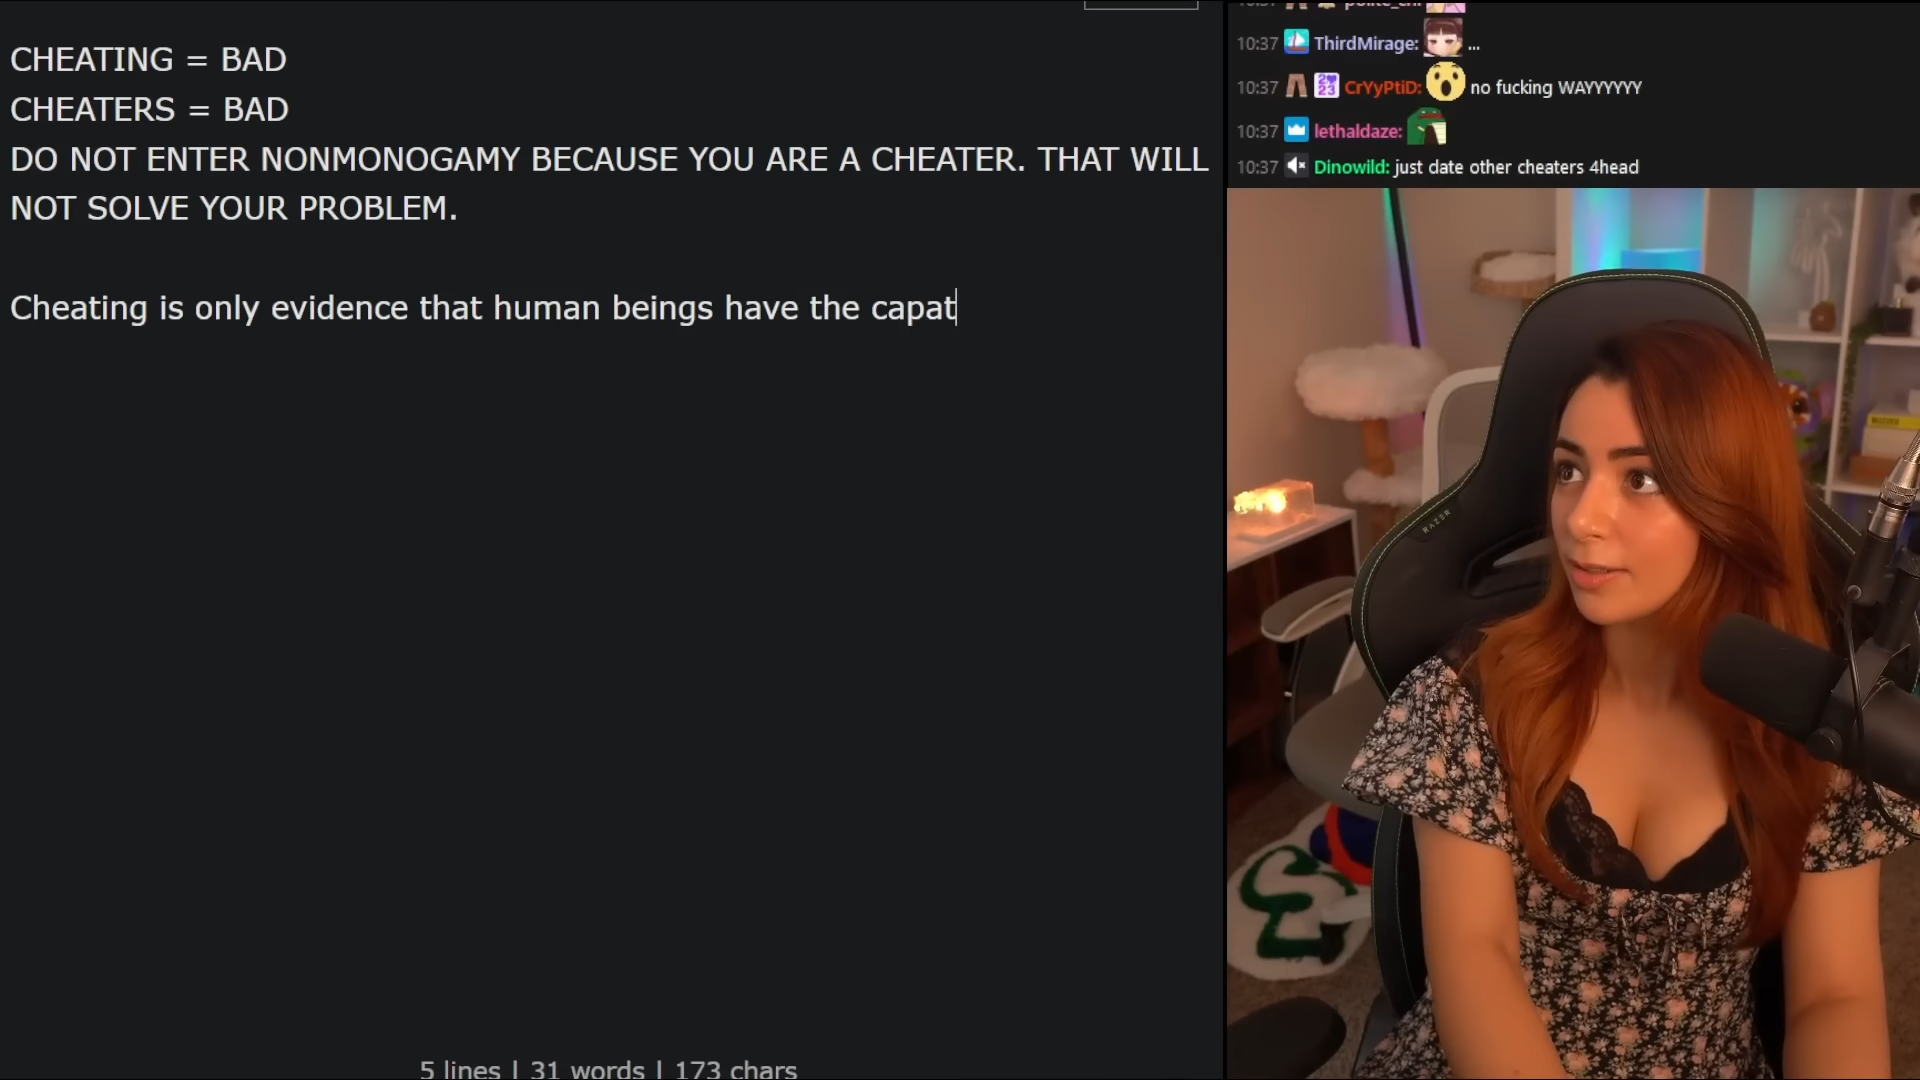 CHEATING = BAD
CHEATERS = BAD
DO NOT ENTER NONMONOGAMY BECAUSE YOU ARE A CHEATER. THAT WILL
NOT SOLVE YOUR PROBLEM.
Cheating is only evidence that human beings have the capat
5 lines | 31 words | 173 chars
10:37 ThirdMirage: ...
10:37 CrYyPtiD: no fucking WAYYYYYY
10:37 lethaldaze:
10:37 Dinowild: just date other cheaters 4head
RAZER